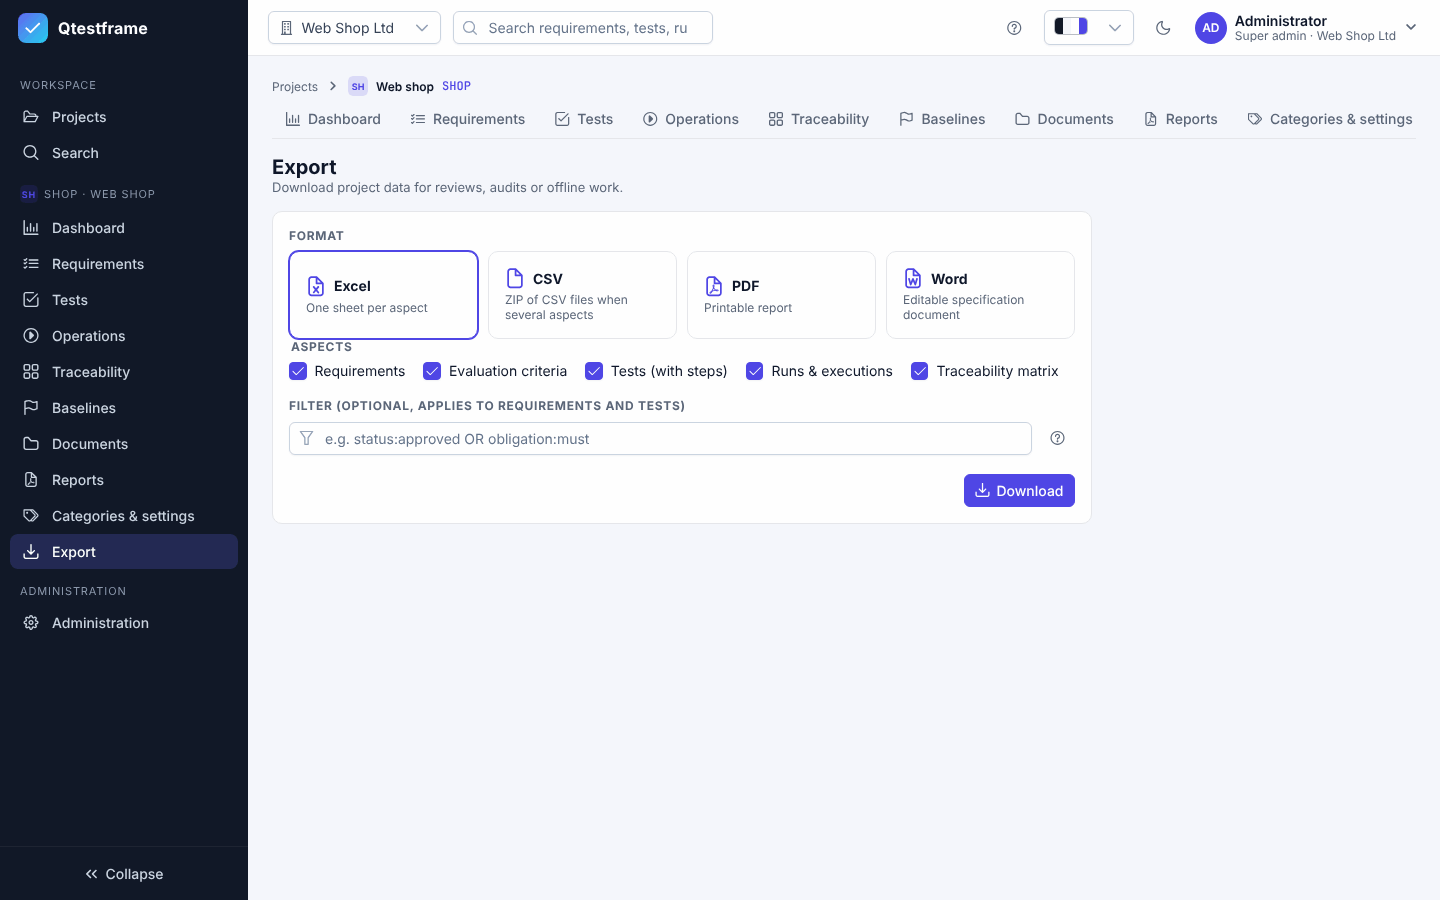 Qtestframe
Web Shop Ltd
Search requirements, tests, ru
AD
Administrator
Super admin · Web Shop Ltd
WORKSPACE
Projects
Search
SH SHOP · WEB SHOP
Dashboard
Requirements
Tests
Operations
Traceability
Baselines
Documents
Reports
Categories & settings
Export
ADMINISTRATION
Administration
Collapse
Projects SH Web shop SHOP
Dashboard Requirements Tests Operations Traceability Baselines Documents Reports Categories & settings
Export
Download project data for reviews, audits or offline work.
FORMAT
Excel
One sheet per aspect
CSV
ZIP of CSV files when
several aspects
PDF
Printable report
Word
Editable specification
document
ASPECTS
Requirements Evaluation criteria Tests (with steps) Runs & executions Traceability matrix
FILTER (OPTIONAL, APPLIES TO REQUIREMENTS AND TESTS)
e.g. status:approved OR obligation:must
Download